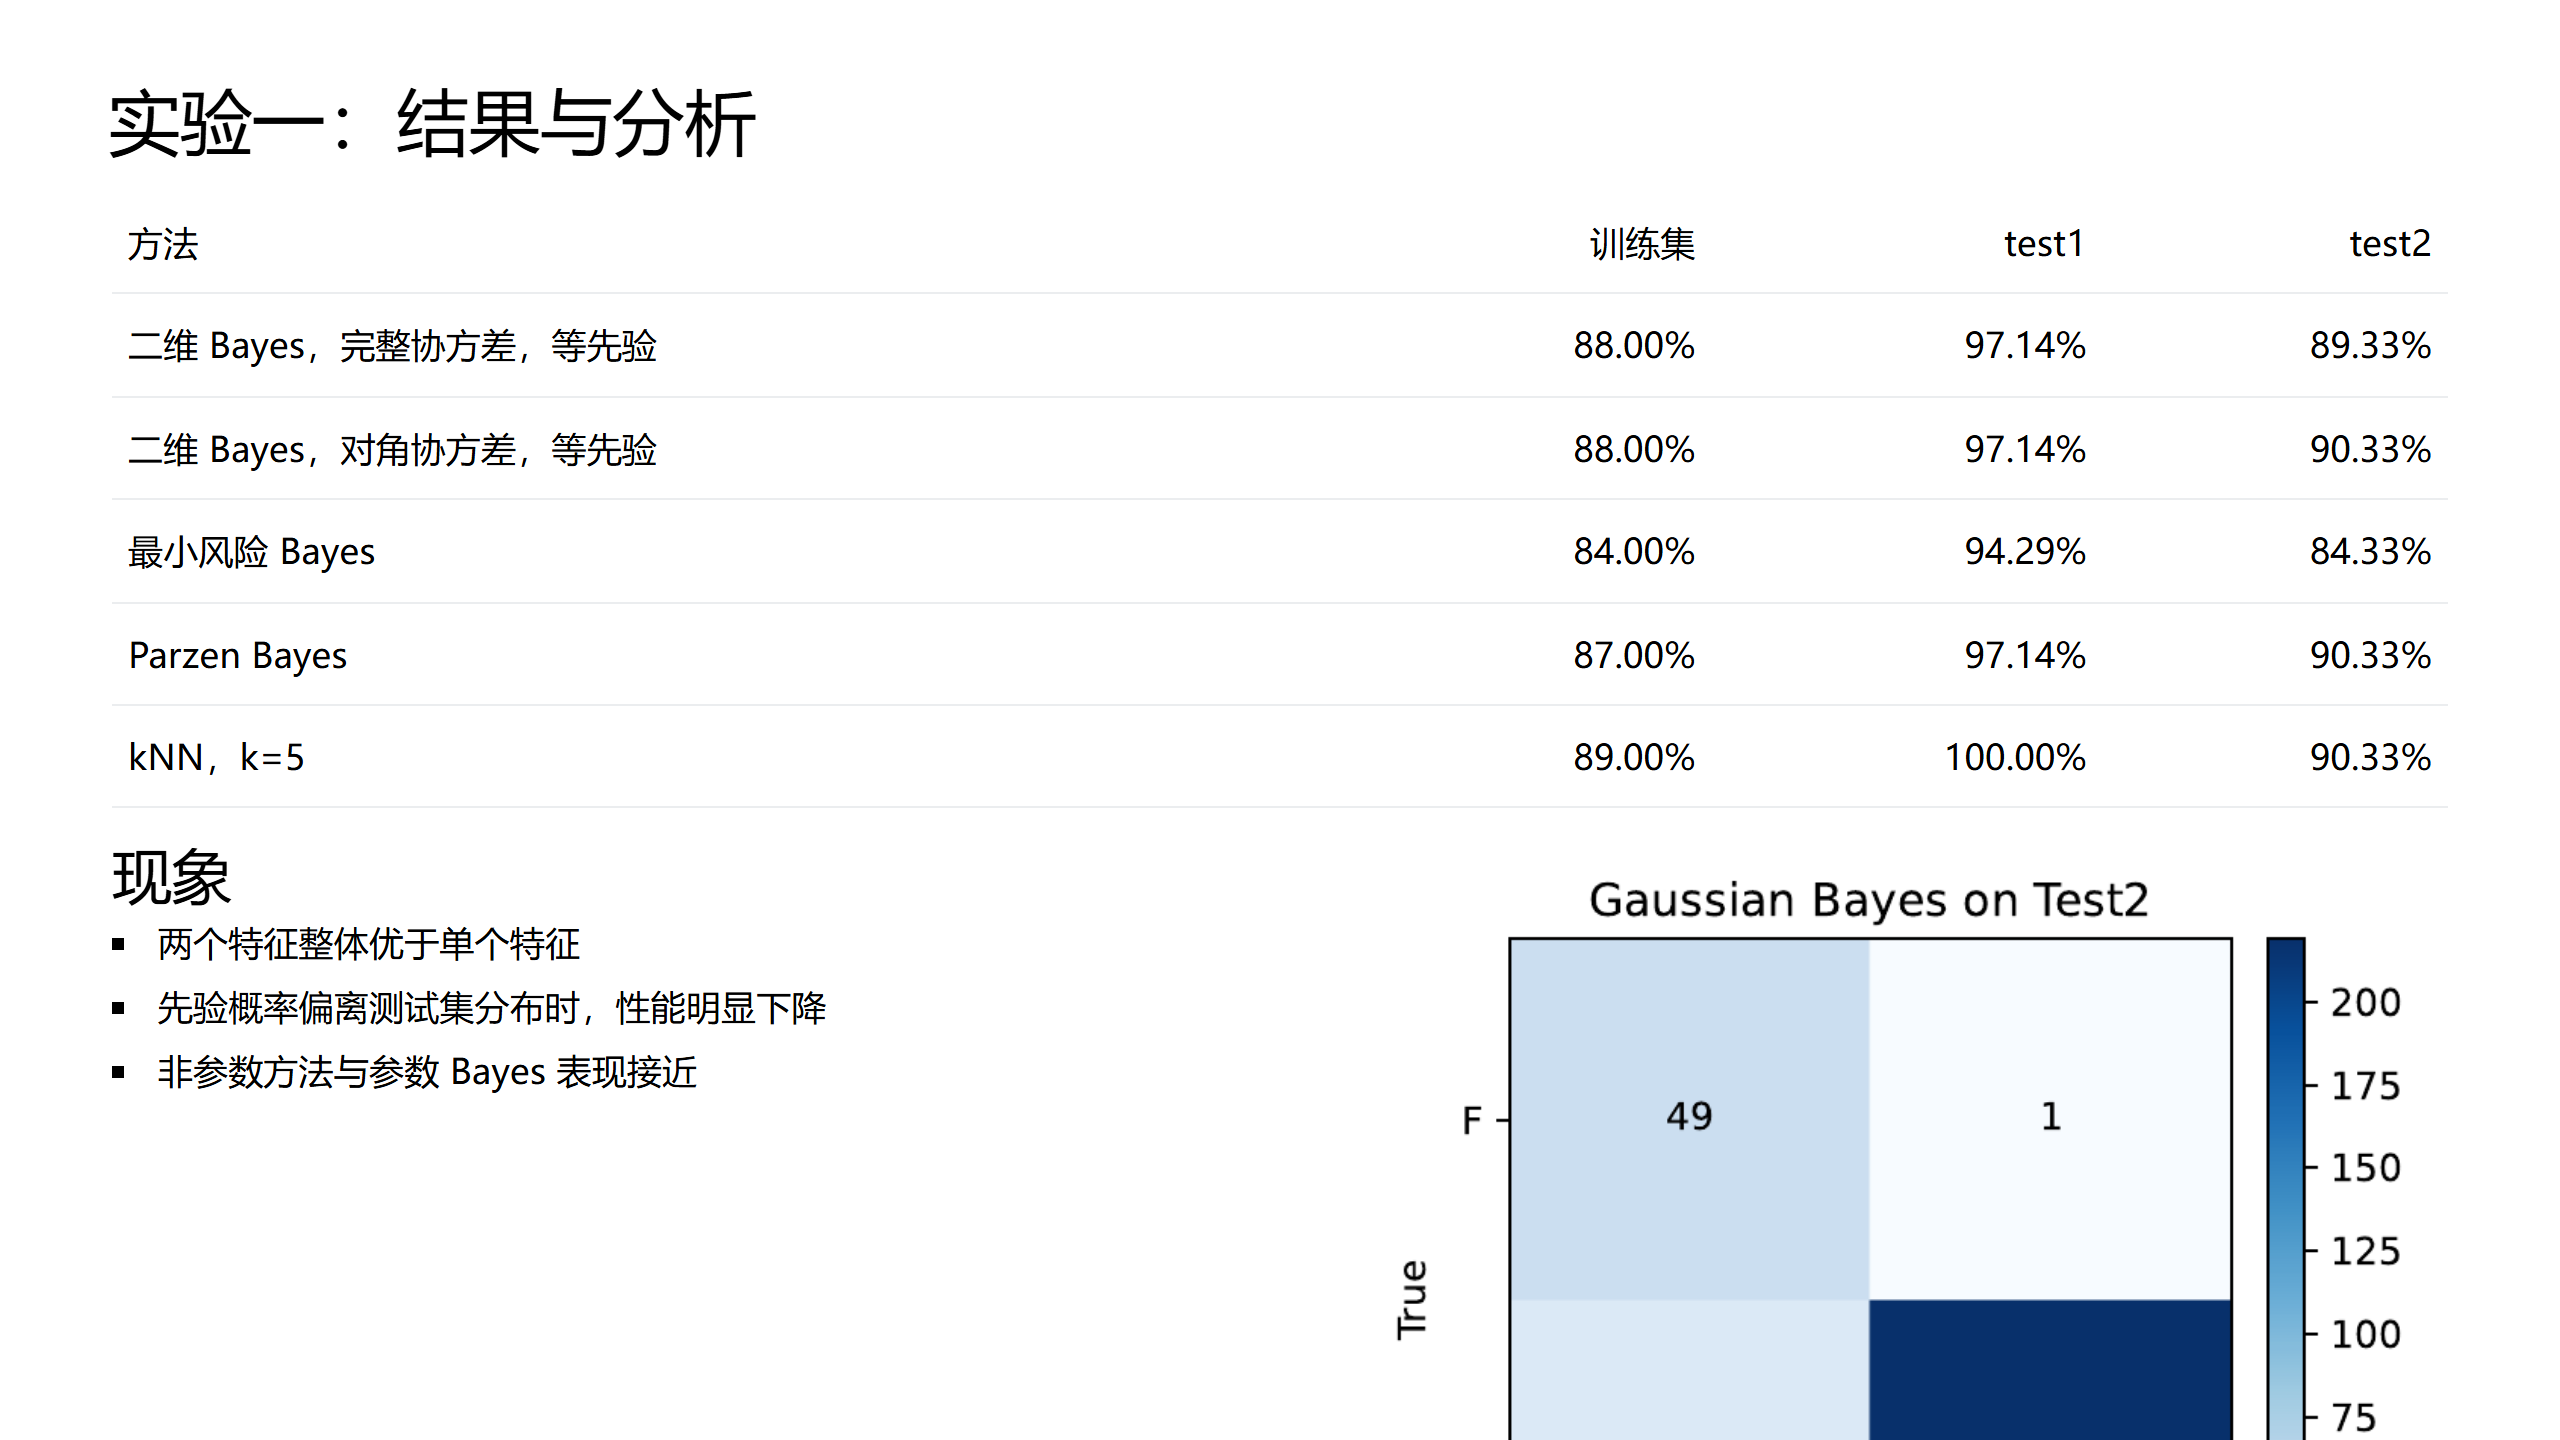 实验一：结果与分析
方法 训练集 test1 test2
二维 Bayes，完整协方差，等先验 88.00% 97.14% 89.33%
二维 Bayes，对角协方差，等先验 88.00% 97.14% 90.33%
最小风险 Bayes 84.00% 94.29% 84.33%
Parzen Bayes 87.00% 97.14% 90.33%
kNN，k=5 89.00% 100.00% 90.33%
现象
▪ 两个特征整体优于单个特征
▪ 先验概率偏离测试集分布时，性能明显下降
▪ 非参数方法与参数 Bayes 表现接近
Gaussian Bayes on Test2
F 49 1
True
200
175
150
125
100
75